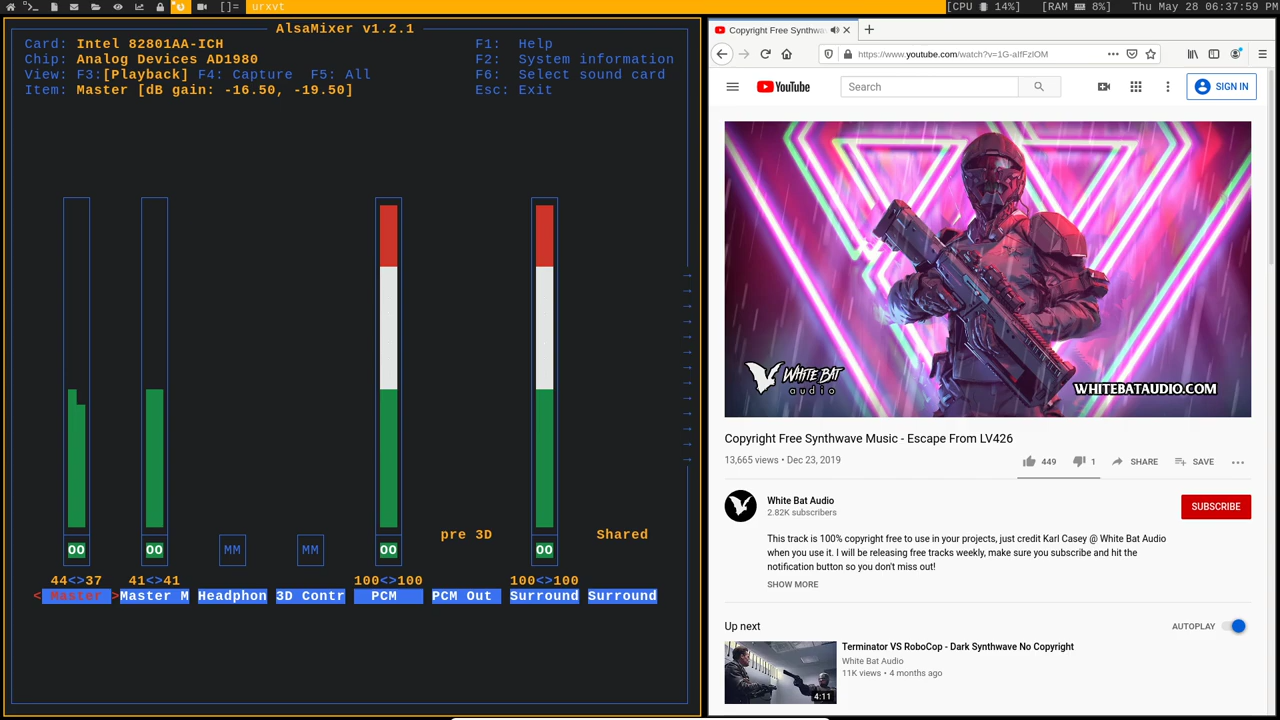 []= urxvt [CPU 14%] [RAM 8%] Thu May 28 06:37:59 PM
AlsaMixer v1.2.1
Card: Intel 82801AA-ICH F1: Help
Chip: Analog Devices AD1980 F2: System information
View: F3:[Playback] F4: Capture F5: All F6: Select sound card
Item: Master [dB gain: -16.50, -19.50] Esc: Exit
pre 3D Shared
OO OO MM MM OO OO
44<>37 41<>41 100<>100 100<>100
< Master >Master M Headphon 3D Contr PCM PCM Out Surround Surround
Copyright Free Synthwa
https://www.youtube.com/watch?v=1G-aIfFzIOM
YouTube
Search
SIGN IN
WHITE BAT
audio
WHITEBATAUDIO.COM
Copyright Free Synthwave Music - Escape From LV426
13,665 views • Dec 23, 2019
449 1 SHARE SAVE
White Bat Audio
2.82K subscribers
SUBSCRIBE
This track is 100% copyright free to use in your projects, just credit Karl Casey @ White Bat Audio
when you use it. I will be releasing free tracks weekly, make sure you subscribe and hit the
notification button so you don't miss out!
SHOW MORE
Up next AUTOPLAY
Terminator VS RoboCop - Dark Synthwave No Copyright
White Bat Audio
11K views • 4 months ago
4:11